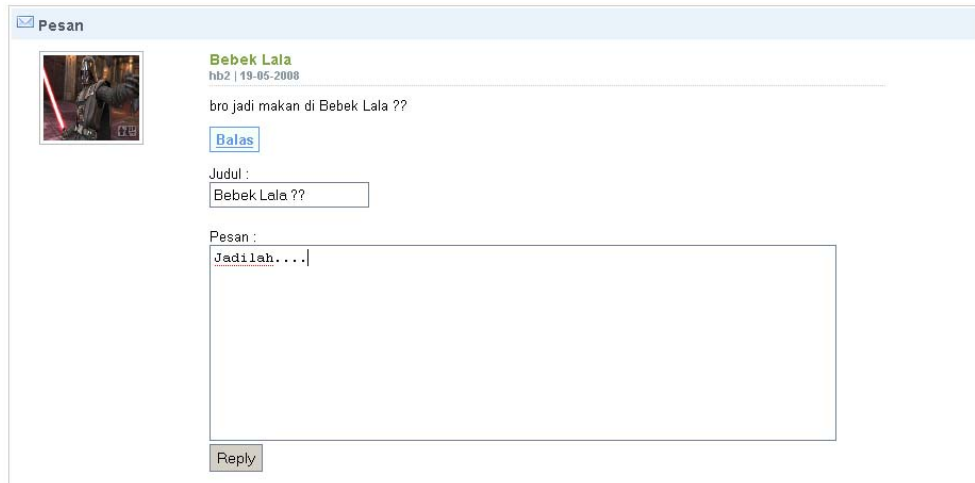 Pesan
Bebek Lala
hb2 | 19-05-2008
bro jadi makan di Bebek Lala ??
Balas
Judul :
Bebek Lala ??
Pesan :
Jadilah....
Reply